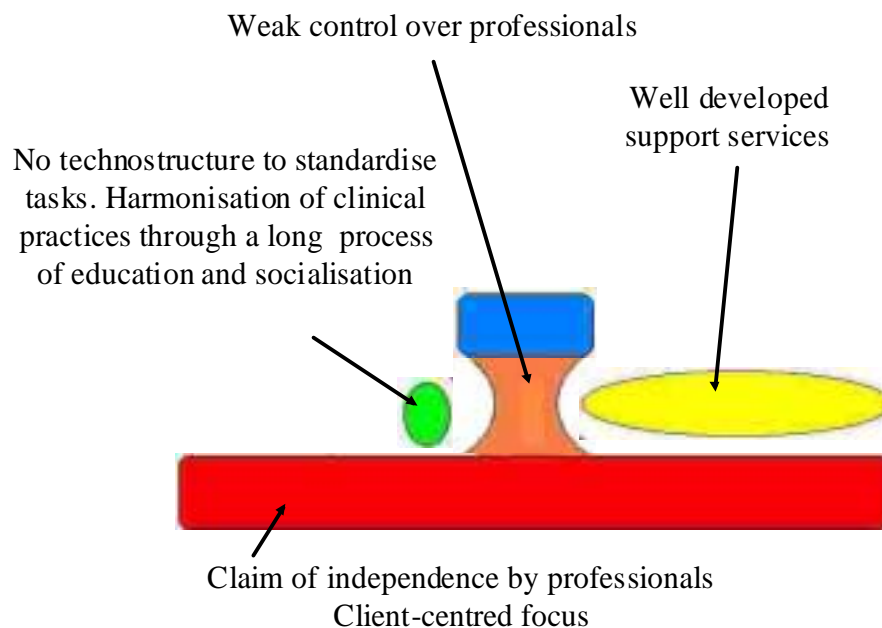 Weak control over professionals
Well developed
support services
No technostructure to standardise
tasks. Harmonisation of clinical
practices through a long process
of education and socialisation
Claim of independence by professionals
Client-centred focus